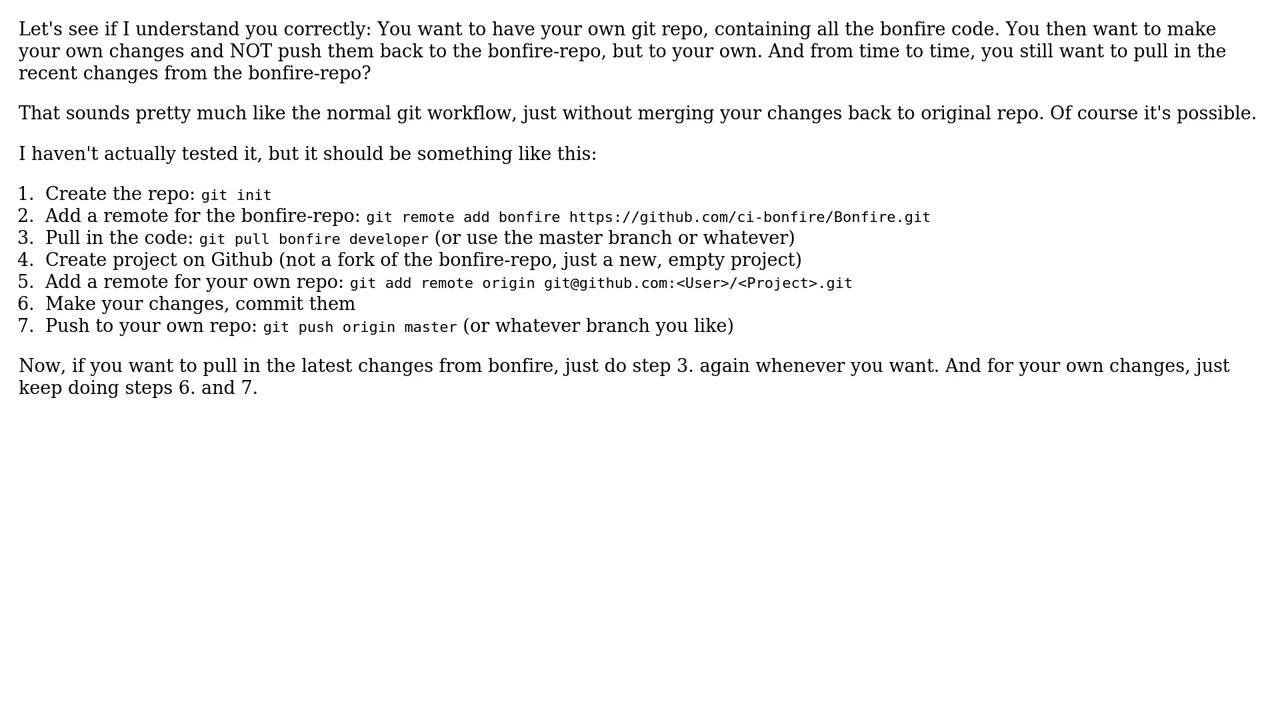 Let's see if I understand you correctly: You want to have your own git repo, containing all the bonfire code. You then want to make
your own changes and NOT push them back to the bonfire-repo, but to your own. And from time to time, you still want to pull in the
recent changes from the bonfire-repo?
That sounds pretty much like the normal git workflow, just without merging your changes back to original repo. Of course it's possible.
I haven't actually tested it, but it should be something like this:
1. Create the repo: git init
2. Add a remote for the bonfire-repo: git remote add bonfire https://github.com/ci-bonfire/Bonfire.git
3. Pull in the code: git pull bonfire developer (or use the master branch or whatever)
4. Create project on Github (not a fork of the bonfire-repo, just a new, empty project)
5. Add a remote for your own repo: git add remote origin git@github.com:<User>/<Project>.git
6. Make your changes, commit them
7. Push to your own repo: git push origin master (or whatever branch you like)
Now, if you want to pull in the latest changes from bonfire, just do step 3. again whenever you want. And for your own changes, just
keep doing steps 6. and 7.